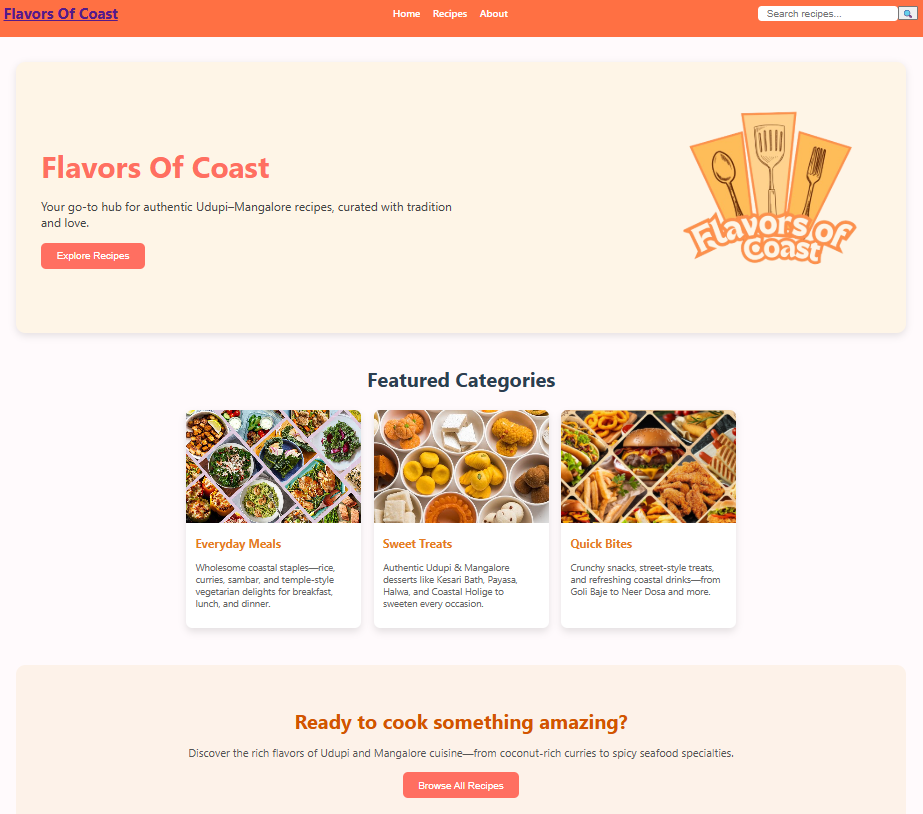 Flavors Of Coast
Home Recipes About
Search recipes...
Flavors Of Coast
Your go-to hub for authentic Udupi–Mangalore recipes, curated with tradition
and love.
Explore Recipes
Flavors of
Coast
Featured Categories
Everyday Meals
Wholesome coastal staples—rice,
curries, sambar, and temple-style
vegetarian delights for breakfast,
lunch, and dinner.
Sweet Treats
Authentic Udupi & Mangalore
desserts like Kesari Bath, Payasa,
Halwa, and Coastal Holige to
sweeten every occasion.
Quick Bites
Crunchy snacks, street-style treats,
and refreshing coastal drinks—from
Goli Baje to Neer Dosa and more.
Ready to cook something amazing?
Discover the rich flavors of Udupi and Mangalore cuisine—from coconut-rich curries to spicy seafood specialties.
Browse All Recipes